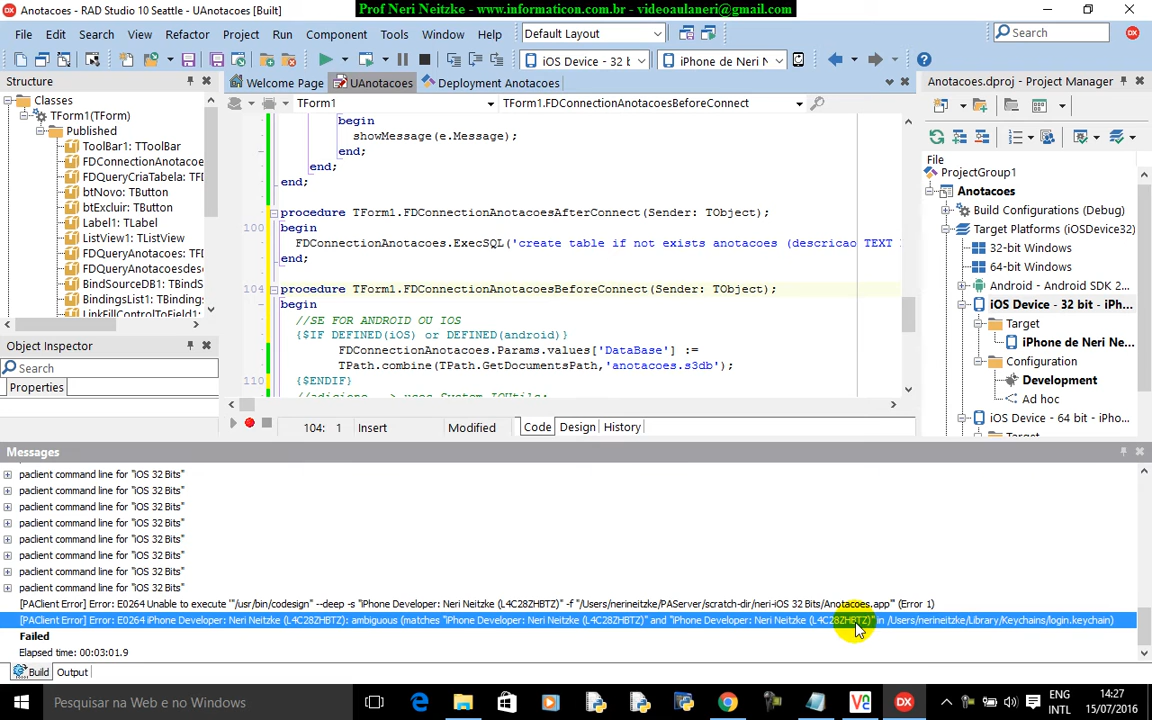 Anotacoes - RAD Studio 10 Seattle - UAnotacoes [Built]
Prof Neri Neitzke - www.informaticon.com.br - videoaulaneri@gmail.com
File Edit Search View Refactor Project Run Component Tools Window Help
Default Layout
Search
iOS Device - 32 b
iPhone de Neri N
Structure
Welcome Page
UAnotacoes
Deployment Anotacoes
Anotacoes.dproj - Project Manager
Classes
TForm1(TForm)
Published
ToolBar1: TToolBar
FDConnectionAnotacoe
FDQueryCriaTabela: TFD
btNovo: TButton
btExcluir: TButton
Label1: TLabel
ListView1: TListView
FDQueryAnotacoes: TF
FDQueryAnotacoesdesc
BindSourceDB1: TBindS
BindingsList1: TBinding
LinkFillControlToField1:
Object Inspector
Search
Properties
TForm1
TForm1.FDConnectionAnotacoesBeforeConnect
begin
showMessage(e.Message);
end;
end;
end;
procedure TForm1.FDConnectionAnotacoesAfterConnect(Sender: TObject);
100 begin
FDConnectionAnotacoes.ExecSQL('create table if not exists anotacoes (descricao TEXT
end;
104 procedure TForm1.FDConnectionAnotacoesBeforeConnect(Sender: TObject);
begin
//SE FOR ANDROID OU IOS
{$IF DEFINED(iOS) or DEFINED(android)}
FDConnectionAnotacoes.Params.values['DataBase'] :=
TPath.combine(TPath.GetDocumentsPath,'anotacoes.s3db');
110 {$ENDIF}
//adicione --> uses System.IOUtils;
104: 1
Insert
Modified
Code
Design
History
File
ProjectGroup1
Anotacoes
Build Configurations (Debug)
Target Platforms (iOSDevice32)
32-bit Windows
64-bit Windows
Android - Android SDK 2...
iOS Device - 32 bit - iPh...
Target
iPhone de Neri Ne...
Configuration
Development
Ad hoc
iOS Device - 64 bit - iPho...
Target
Messages
paclient command line for "iOS 32 Bits"
paclient command line for "iOS 32 Bits"
paclient command line for "iOS 32 Bits"
paclient command line for "iOS 32 Bits"
paclient command line for "iOS 32 Bits"
paclient command line for "iOS 32 Bits"
paclient command line for "iOS 32 Bits"
paclient command line for "iOS 32 Bits"
[PAClient Error] Error: E0264 Unable to execute '"/usr/bin/codesign" --deep -s "iPhone Developer: Neri Neitzke (L4C28ZHBTZ)" -f "/Users/nerineitzke/PAServer/scratch-dir/neri-iOS 32 Bits/Anotacoes.app"' (Error 1)
[PAClient Error] Error: E0264 iPhone Developer: Neri Neitzke (L4C28ZHBTZ): ambiguous (matches "iPhone Developer: Neri Neitzke (L4C28ZHBTZ)" and "iPhone Developer: Neri Neitzke (L4C28ZHBTZ)" in /Users/nerineitzke/Library/Keychains/login.keychain)
Failed
Elapsed time: 00:03:01.9
Build
Output
Pesquisar na Web e no Windows
ENG
INTL
14:27
15/07/2016